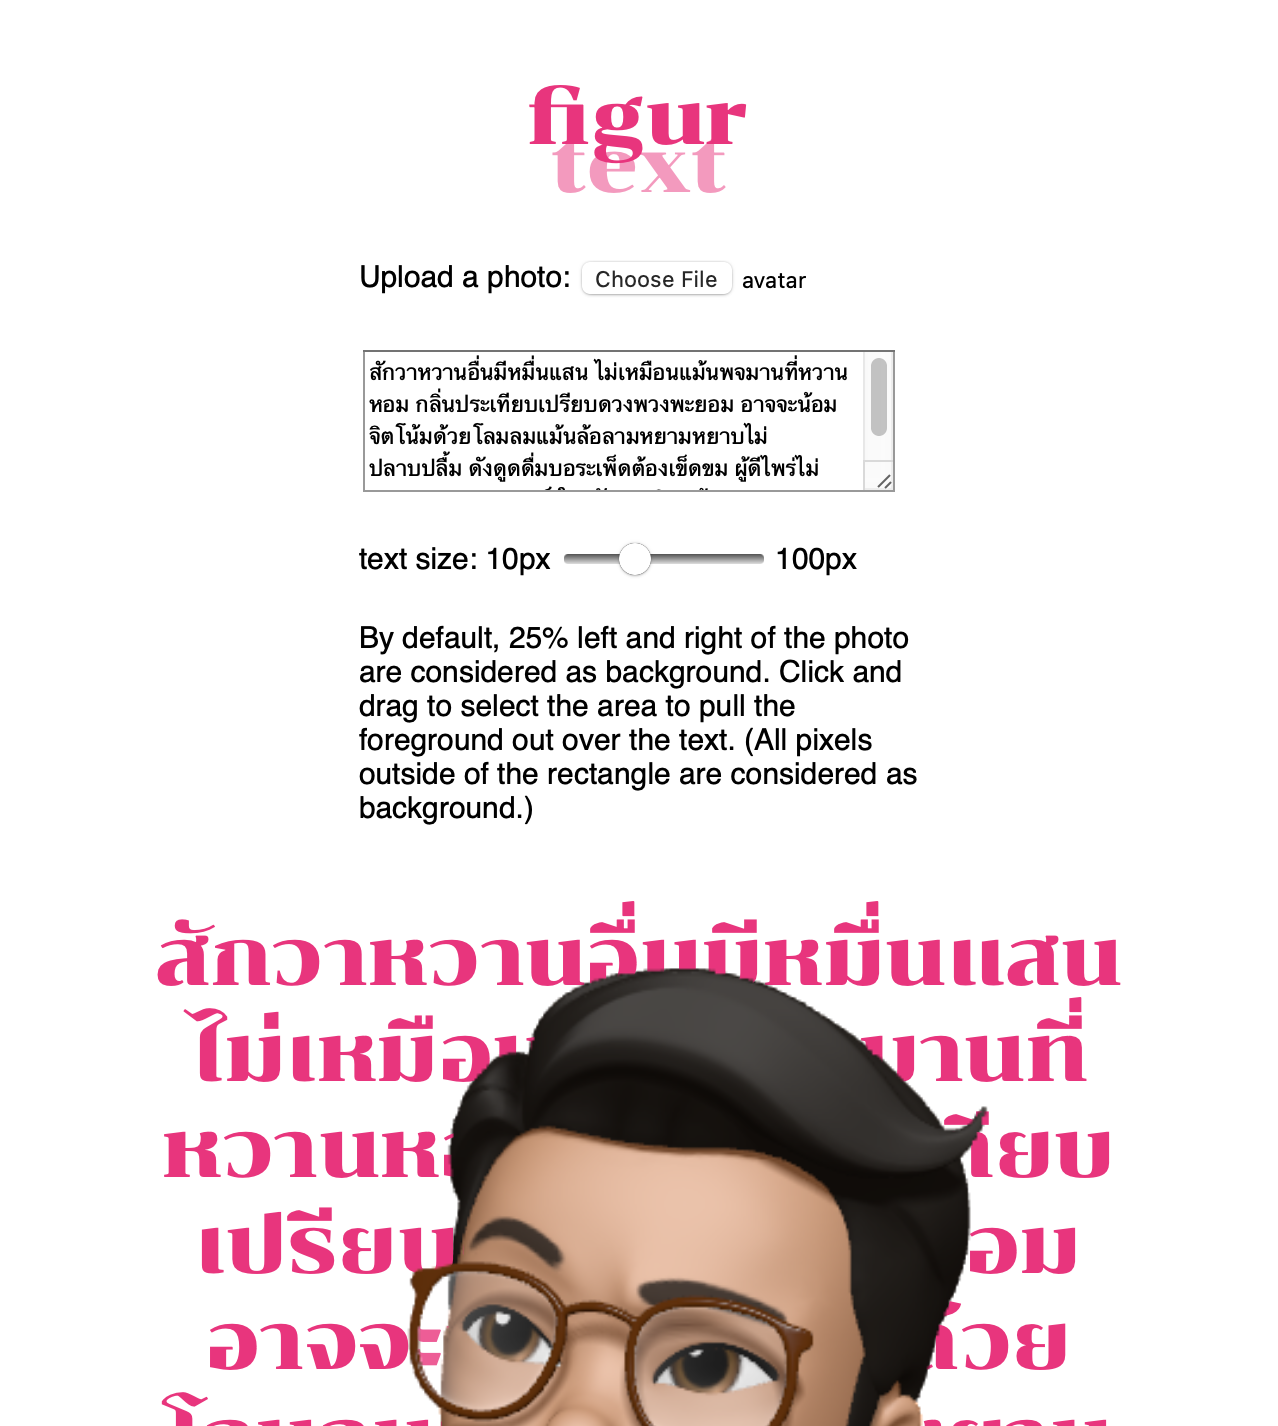 figur
text
Upload a photo: Choose File avatar
สักวาหวานอื่นมีหมื่นแสน ไม่เหมือนแม้นพจมานที่หวาน
หอม กลิ่นประเทียบเปรียบดวงพวงพะยอม อาจจะน้อม
จิตโน้มด้วยโลมลมแม้นล้อลามหยามหยาบไม่
ปลาบปลื้ม ดังดูดดื่มบอระเพ็ดต้องเข็ดขม ผู้ดีไพร่ไม่
text size: 10px 100px
By default, 25% left and right of the photo
are considered as background. Click and
drag to select the area to pull the
foreground out over the text. (All pixels
outside of the rectangle are considered as
background.)
สักวาหวานอื่นมีหมื่นแสน
ไม่เหมือน มานที่
หวานห ทียบ
เปรียบ อม
อาจจะ ด้วย